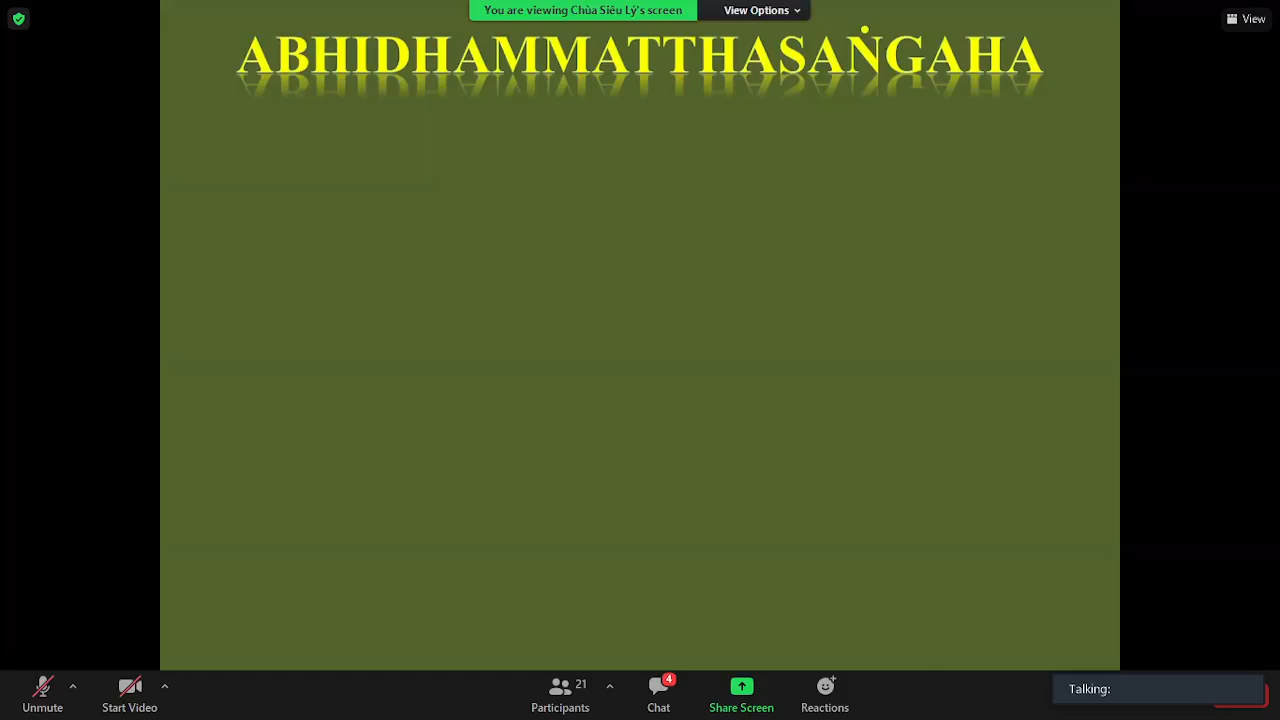 You are viewing Chùa Siêu Lý's screen
View Options
View
ABHIDHAMMATTHASAṄGAHA
Unmute
Start Video
21
Participants
4
Chat
Share Screen
Reactions
Talking: